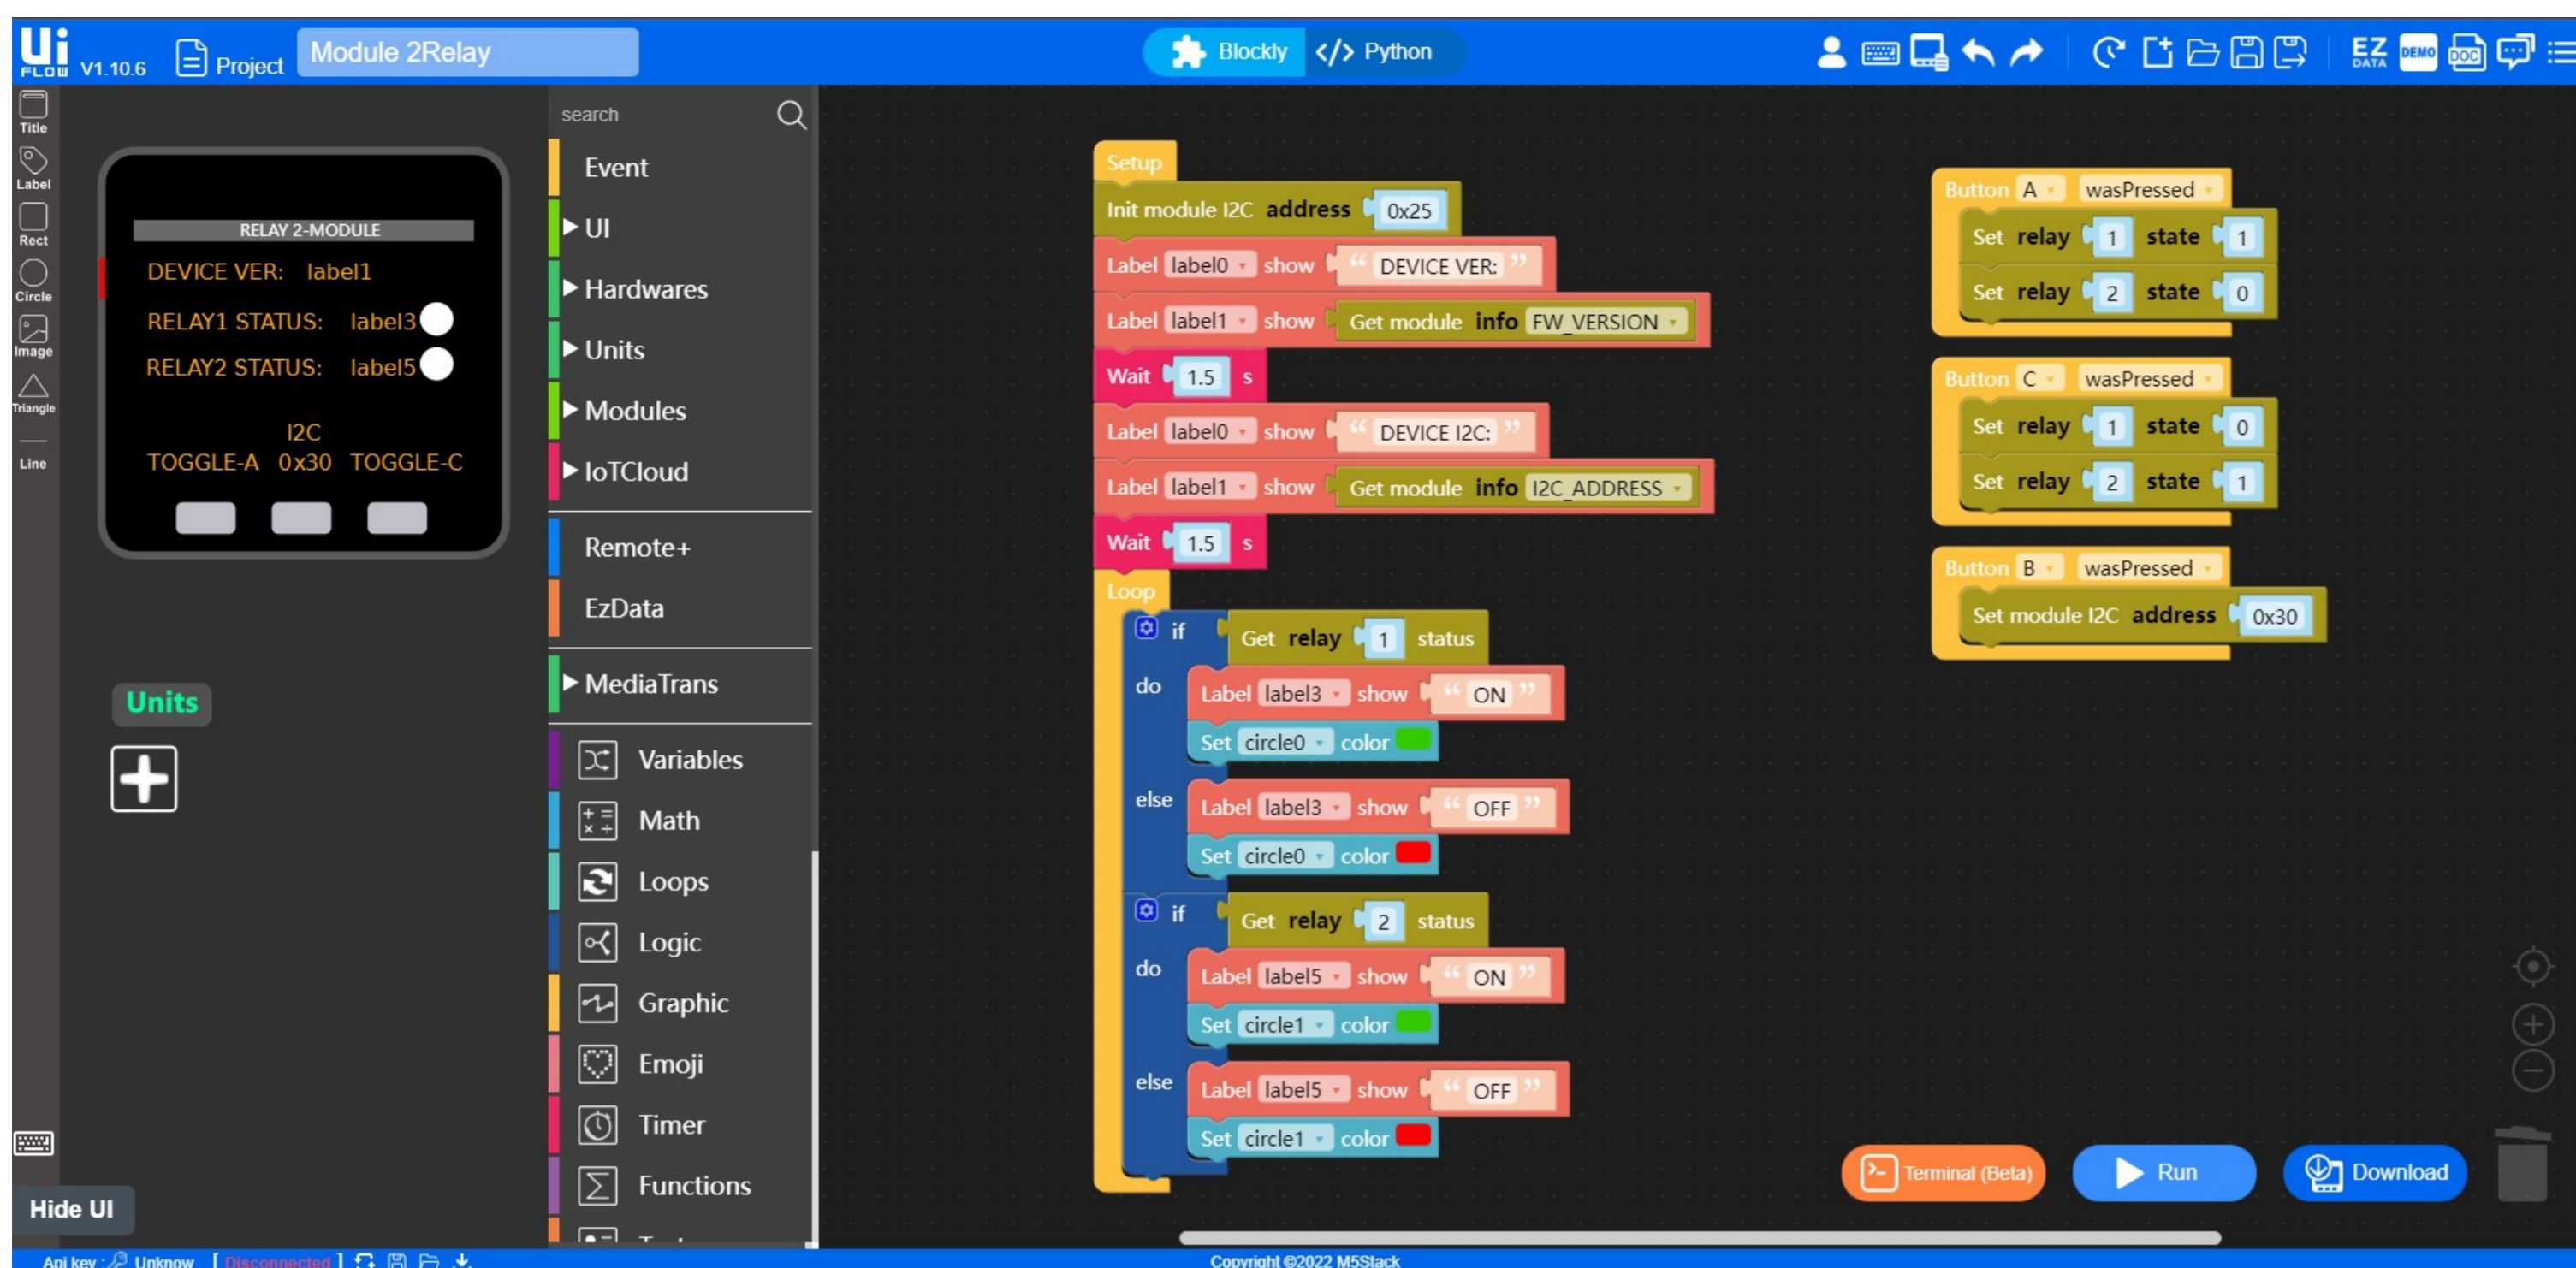 Ui FLOW V1.10.6 Project Module 2Relay Blockly </> Python EZ DATA DEMO DOC
Title
Label
Rect
Circle
Image
Triangle
Line
RELAY 2-MODULE
DEVICE VER: label1
RELAY1 STATUS: label3
RELAY2 STATUS: label5
I2C
TOGGLE-A 0x30 TOGGLE-C
Units
Hide UI
search
Event
UI
Hardwares
Units
Modules
IoTCloud
Remote+
EzData
MediaTrans
Variables
Math
Loops
Logic
Graphic
Emoji
Timer
Functions
Setup
Init module I2C address 0x25
Label label0 show “ DEVICE VER: ”
Label label1 show Get module info FW_VERSION
Wait 1.5 s
Label label0 show “ DEVICE I2C: ”
Label label1 show Get module info I2C_ADDRESS
Wait 1.5 s
Loop
if Get relay 1 status
do Label label3 show “ ON ”
Set circle0 color
else Label label3 show “ OFF ”
Set circle0 color
if Get relay 2 status
do Label label5 show “ ON ”
Set circle1 color
else Label label5 show “ OFF ”
Set circle1 color
Button A wasPressed
Set relay 1 state 1
Set relay 2 state 0
Button C wasPressed
Set relay 1 state 0
Set relay 2 state 1
Button B wasPressed
Set module I2C address 0x30
Terminal (Beta) Run Download
Api key : Unknow [ Disconnected ] Copyright ©2022 M5Stack